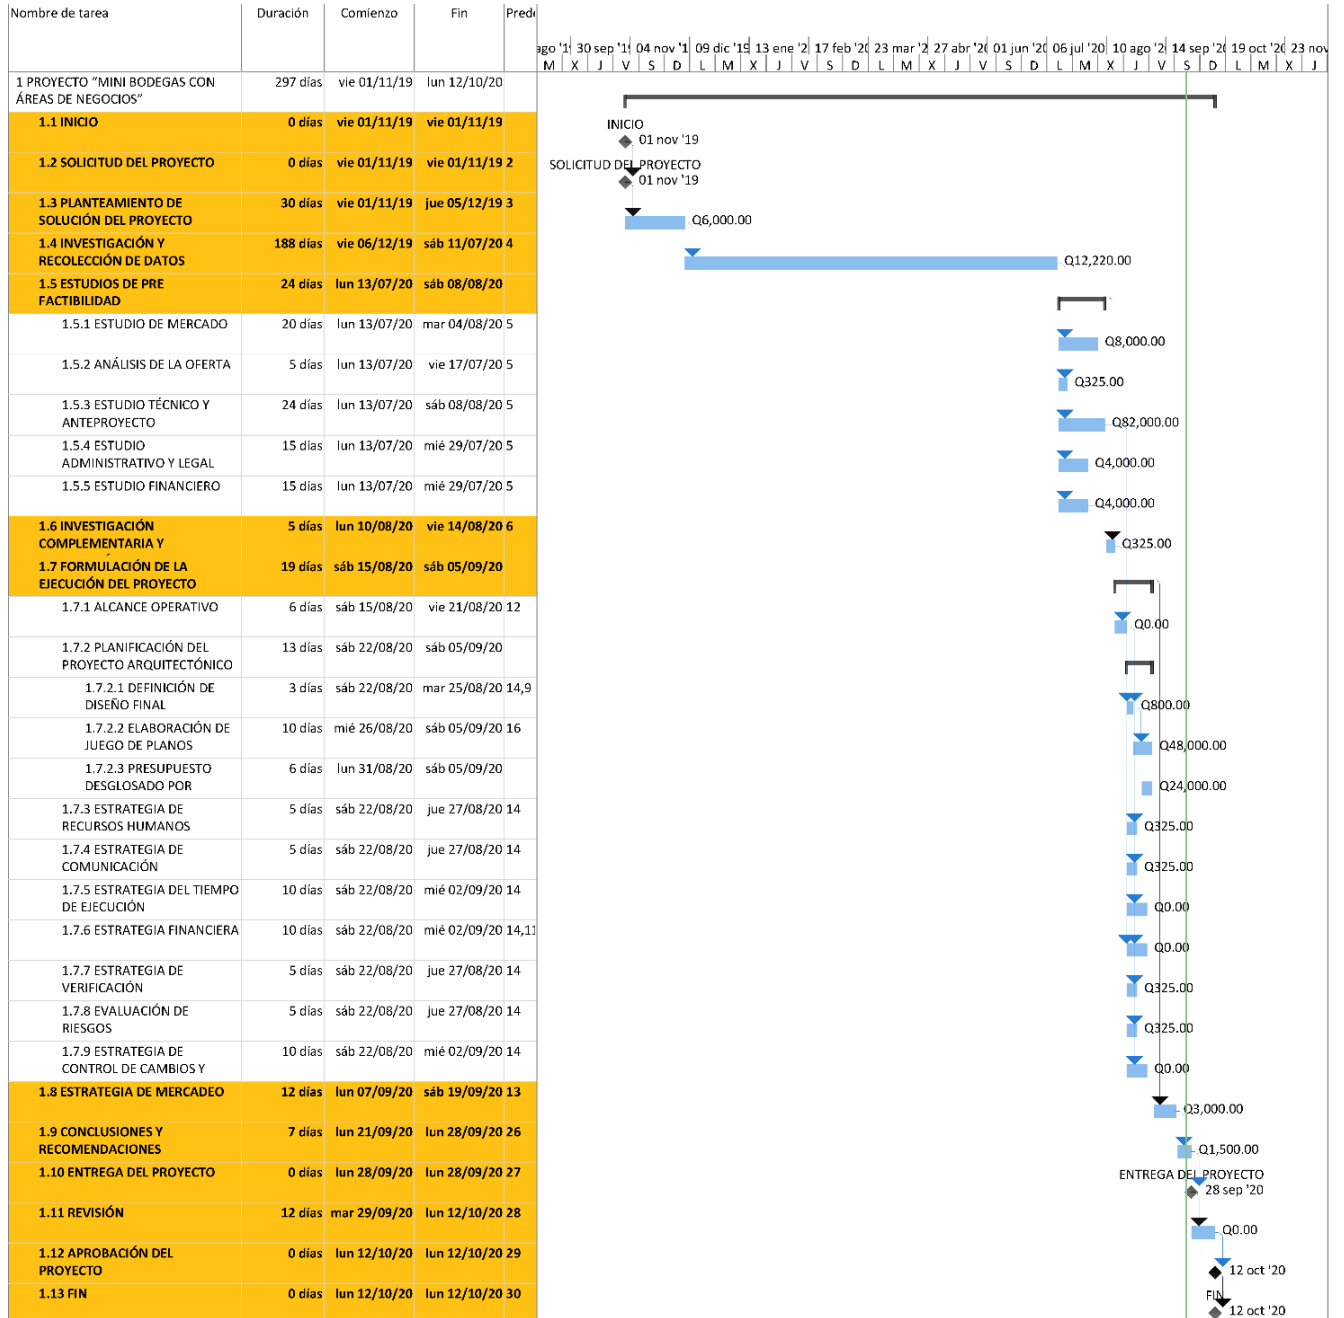 Nombre de tarea Duración Comienzo Fin Prede
ago '1 30 sep '1 04 nov '1 09 dic '19 13 ene '2 17 feb '20 23 mar '2 27 abr '20 01 jun '20 06 jul '20 10 ago '2 14 sep '20 19 oct '20 23 nov
M X J V S D L M X J V S D L M X J V S D L M X J V S D L M X J V S D L M X J
1 PROYECTO "MINI BODEGAS CON 297 días vie 01/11/19 lun 12/10/20
ÁREAS DE NEGOCIOS"
1.1 INICIO 0 días vie 01/11/19 vie 01/11/19
INICIO
01 nov '19
1.2 SOLICITUD DEL PROYECTO 0 días vie 01/11/19 vie 01/11/19 2
SOLICITUD DEL PROYECTO
01 nov '19
1.3 PLANTEAMIENTO DE 30 días vie 01/11/19 jue 05/12/19 3
SOLUCIÓN DEL PROYECTO Q6,000.00
1.4 INVESTIGACIÓN Y 188 días vie 06/12/19 sáb 11/07/20 4
RECOLECCIÓN DE DATOS Q12,220.00
1.5 ESTUDIOS DE PRE 24 días lun 13/07/20 sáb 08/08/20
FACTIBILIDAD
1.5.1 ESTUDIO DE MERCADO 20 días lun 13/07/20 mar 04/08/20 5
Q8,000.00
1.5.2 ANÁLISIS DE LA OFERTA 5 días lun 13/07/20 vie 17/07/20 5
Q325.00
1.5.3 ESTUDIO TÉCNICO Y 24 días lun 13/07/20 sáb 08/08/20 5
ANTEPROYECTO Q82,000.00
1.5.4 ESTUDIO 15 días lun 13/07/20 mié 29/07/20 5
ADMINISTRATIVO Y LEGAL Q4,000.00
1.5.5 ESTUDIO FINANCIERO 15 días lun 13/07/20 mié 29/07/20 5
Q4,000.00
1.6 INVESTIGACIÓN 5 días lun 10/08/20 vie 14/08/20 6
COMPLEMENTARIA Y Q325.00
1.7 FORMULACIÓN DE LA 19 días sáb 15/08/20 sáb 05/09/20
EJECUCIÓN DEL PROYECTO
1.7.1 ALCANCE OPERATIVO 6 días sáb 15/08/20 vie 21/08/20 12
Q0.00
1.7.2 PLANIFICACIÓN DEL 13 días sáb 22/08/20 sáb 05/09/20
PROYECTO ARQUITECTÓNICO
1.7.2.1 DEFINICIÓN DE 3 días sáb 22/08/20 mar 25/08/20 14,9
DISEÑO FINAL Q800.00
1.7.2.2 ELABORACIÓN DE 10 días mié 26/08/20 sáb 05/09/20 16
JUEGO DE PLANOS Q48,000.00
1.7.2.3 PRESUPUESTO 6 días lun 31/08/20 sáb 05/09/20
DESGLOSADO POR Q24,000.00
1.7.3 ESTRATEGIA DE 5 días sáb 22/08/20 jue 27/08/20 14
RECURSOS HUMANOS Q325.00
1.7.4 ESTRATEGIA DE 5 días sáb 22/08/20 jue 27/08/20 14
COMUNICACIÓN Q325.00
1.7.5 ESTRATEGIA DEL TIEMPO 10 días sáb 22/08/20 mié 02/09/20 14
DE EJECUCIÓN Q0.00
1.7.6 ESTRATEGIA FINANCIERA 10 días sáb 22/08/20 mié 02/09/20 14,11
Q0.00
1.7.7 ESTRATEGIA DE 5 días sáb 22/08/20 jue 27/08/20 14
VERIFICACIÓN Q325.00
1.7.8 EVALUACIÓN DE 5 días sáb 22/08/20 jue 27/08/20 14
RIESGOS Q325.00
1.7.9 ESTRATEGIA DE 10 días sáb 22/08/20 mié 02/09/20 14
CONTROL DE CAMBIOS Y Q0.00
1.8 ESTRATEGIA DE MERCADEO 12 días lun 07/09/20 sáb 19/09/20 13
Q3,000.00
1.9 CONCLUSIONES Y 7 días lun 21/09/20 lun 28/09/20 26
RECOMENDACIONES Q1,500.00
1.10 ENTREGA DEL PROYECTO 0 días lun 28/09/20 lun 28/09/20 27
ENTREGA DEL PROYECTO
28 sep '20
1.11 REVISIÓN 12 días mar 29/09/20 lun 12/10/20 28
Q0.00
1.12 APROBACIÓN DEL 0 días lun 12/10/20 lun 12/10/20 29
PROYECTO 12 oct '20
1.13 FIN 0 días lun 12/10/20 lun 12/10/20 30
FIN
12 oct '20